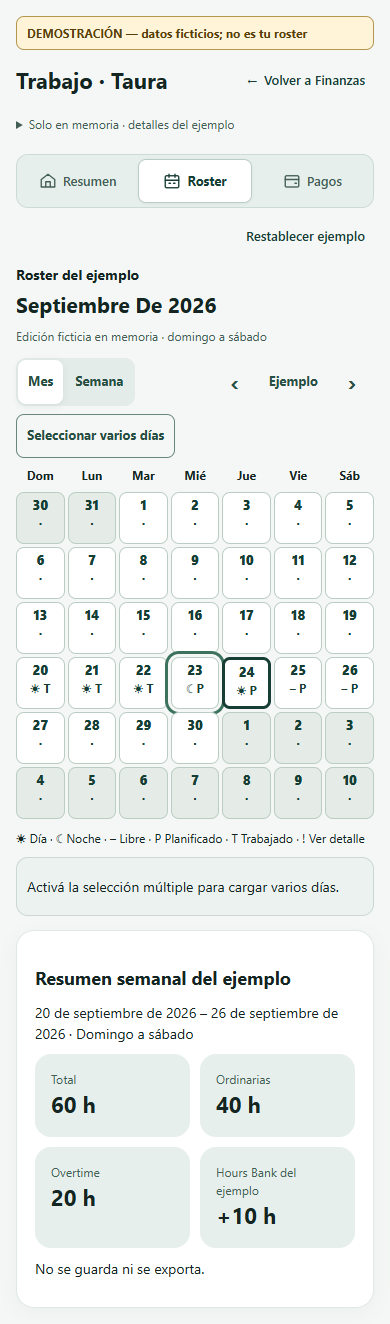 DEMOSTRACIÓN — datos ficticios; no es tu roster
Trabajo · Taura
← Volver a Finanzas
▶ Solo en memoria · detalles del ejemplo
Resumen
Roster
Pagos
Restablecer ejemplo
Roster del ejemplo
Septiembre De 2026
Edición ficticia en memoria · domingo a sábado
Mes
Semana
‹
Ejemplo
›
Seleccionar varios días
Dom Lun Mar Mié Jue Vie Sáb
30 31 1 2 3 4 5
· · · · · · ·
6 7 8 9 10 11 12
· · · · · · ·
13 14 15 16 17 18 19
· · · · · · ·
20 21 22 23 24 25 26
☀ T ☀ T ☀ T ☾ P ☀ P – P – P
27 28 29 30 1 2 3
· · · · · · ·
4 5 6 7 8 9 10
· · · · · · ·
☀ Día · ☾ Noche · – Libre · P Planificado · T Trabajado · ! Ver detalle
Activá la selección múltiple para cargar varios días.
Resumen semanal del ejemplo
20 de septiembre de 2026 – 26 de septiembre de
2026 · Domingo a sábado
Total
60 h
Ordinarias
40 h
Overtime
20 h
Hours Bank del
ejemplo
+10 h
No se guarda ni se exporta.